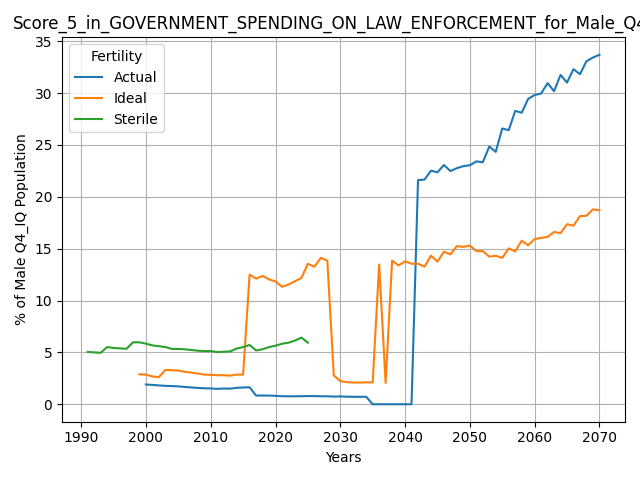 Score_5_in_GOVERNMENT_SPENDING_ON_LAW_ENFORCEMENT_for_Male_Q4
35
30
25
20
15
10
5
0
% of Male Q4_IQ Population
Fertility
Actual
Ideal
Sterile
1990 2000 2010 2020 2030 2040 2050 2060 2070
Years